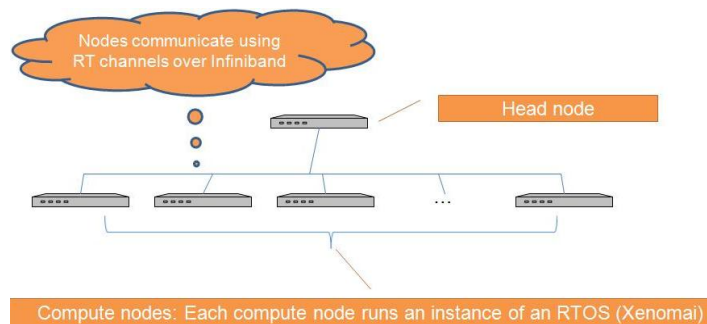 Nodes communicate using
RT channels over Infiniband
Head node
...
Compute nodes: Each compute node runs an instance of an RTOS (Xenomai)